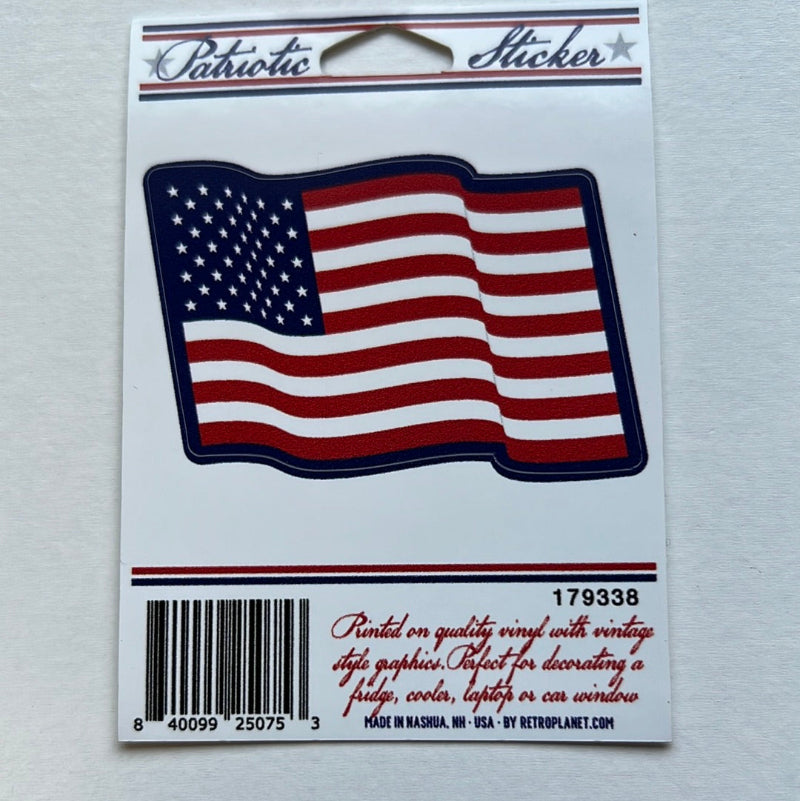 Patriotic Sticker
179338
Printed on quality vinyl with vintage
style graphics. Perfect for decorating a
fridge, cooler, laptop or car window
MADE IN NASHUA, NH · USA · BY RETROPLANET.COM
8 40099 25075 3